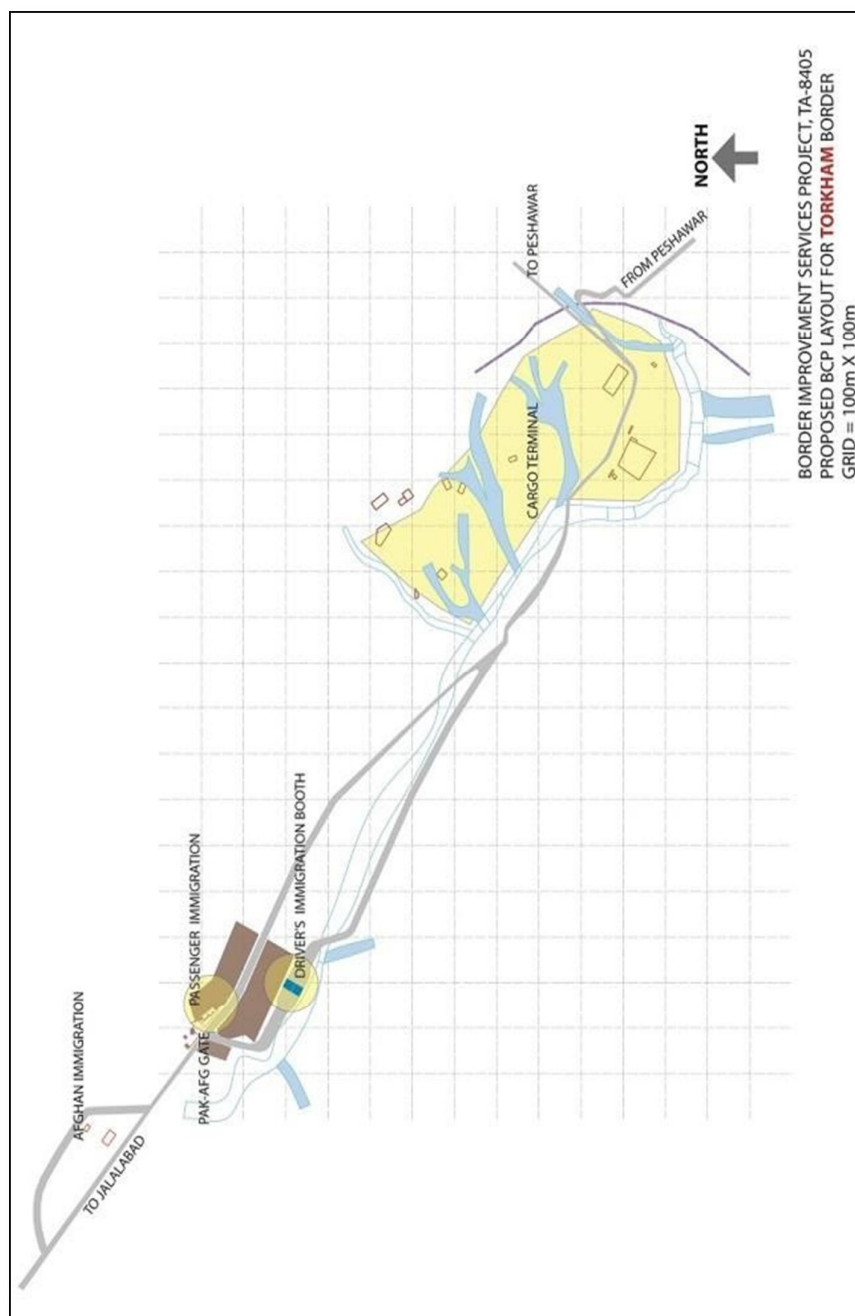 AFGHAN IMMIGRATION
TO JALALABAD
PAK-AFG GATE
PASSENGER IMMIGRATION
DRIVER'S IMMIGRATION BOOTH
CARGO TERMINAL
TO PESHAWAR
FROM PESHAWAR
NORTH
BORDER IMPROVEMENT SERVICES PROJECT, TA-8405
PROPOSED BCP LAYOUT FOR TORKHAM BORDER
GRID = 100m X 100m